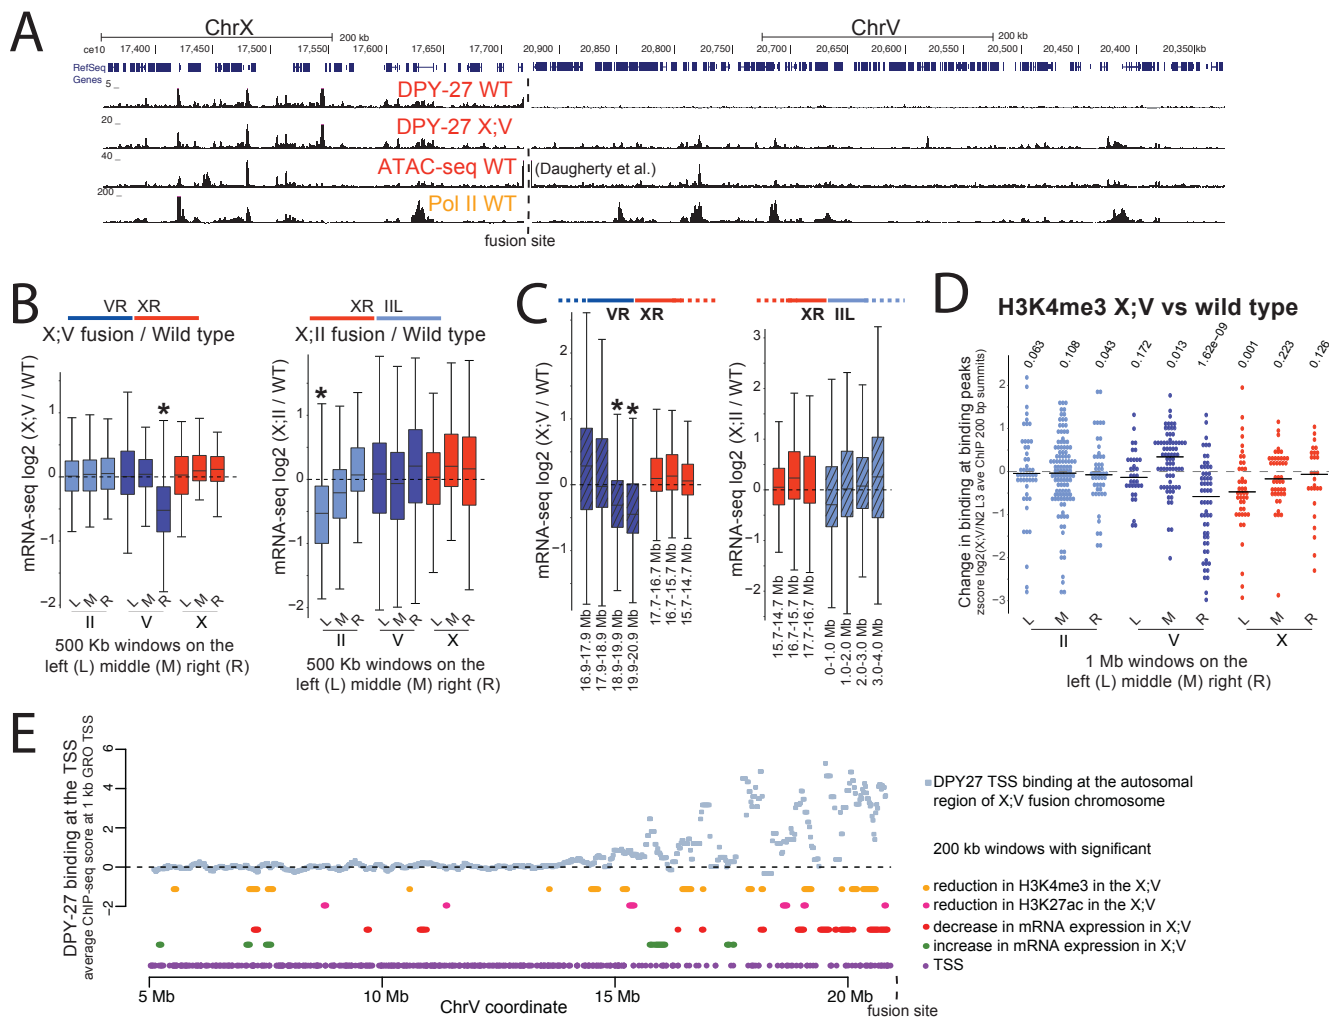 A
ChrX
ChrV
200 kb
200 kb
ce10
17,400
17,450
17,500
17,550
17,600
17,650
17,700
20,900
20,850
20,800
20,750
20,700
20,650
20,600
20,550
20,500
20,450
20,400
20,350kb
RefSeq
Genes
5
DPY-27 WT
20
DPY-27 X;V
40
ATAC-seq WT
(Daugherty et al.)
200
Pol II WT
fusion site
B
VR XR
X;V fusion / Wild type
mRNA-seq log2 (X;V / WT)
1
0
−1
−2
L M R L M R L M R
II V X
500 Kb windows on the
left (L) middle (M) right (R)
XR IIL
X;II fusion / Wild type
mRNA-seq log2 (X;II / WT)
*
*
1
0
−1
−2
L M R L M R L M R
II V X
500 Kb windows on the
left (L) middle (M) right (R)
C
VR XR
mRNA-seq log2 (X;V / WT)
2
1
0
−1
* *
16.9-17.9 Mb
17.9-18.9 Mb
18.9-19.9 Mb
19.9-20.9 Mb
17.7-16.7 Mb
16.7-15.7 Mb
15.7-14.7 Mb
XR IIL
mRNA-seq log2 (X;II / WT)
3
2
1
0
−1
−2
15.7-14.7 Mb
16.7-15.7 Mb
17.7-16.7 Mb
0-1.0 Mb
1.0-2.0 Mb
2.0-3.0 Mb
3.0-4.0 Mb
D
H3K4me3 X;V vs wild type
0.063
0.108
0.043
0.172
0.013
1.62e−09
0.001
0.223
0.126
Change in binding at binding peaks
zscore log2(X;V/N2 L3 ave ChIP 200 bp summits)
2
1
0
−1
−2
−3
L M R L M R L M R
II V X
1 Mb windows on the
left (L) middle (M) right (R)
E
DPY-27 binding at the TSS
average ChIP-seq score at 1 kb GRO TSS
6
4
2
0
−2
5 Mb
10 Mb
15 Mb
20 Mb
ChrV coordinate
fusion site
DPY27 TSS binding at the autosomal
region of X;V fusion chromosome
200 kb windows with significant
reduction in H3K4me3 in the X;V
reduction in H3K27ac in the X;V
decrease in mRNA expression in X;V
increase in mRNA expression in X;V
TSS